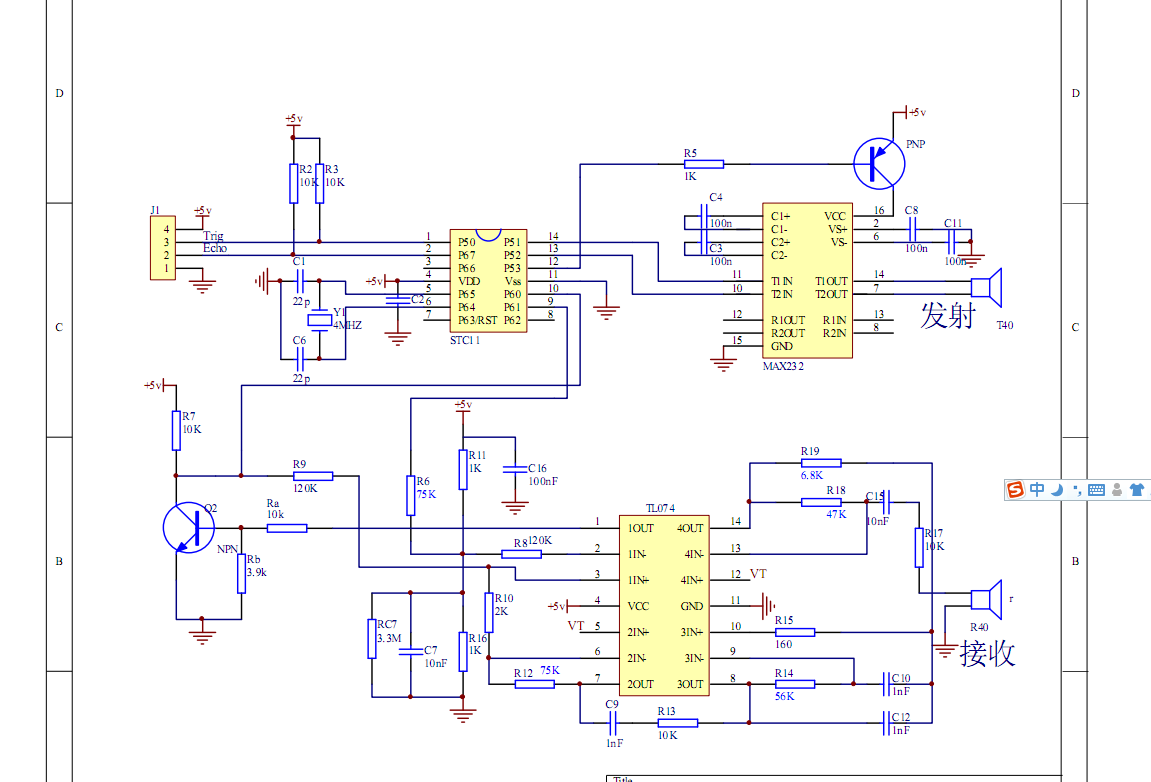 D
D
+5v
+5v
PNP
R5
1K
R2
10K
R3
10K
C4
100n
C3
100n
J1
+5v
4
3
2
1
Trig
Echo
1
2
3
4
5
6
7
P50
P67
P66
VDD
P65
P64
P63/RST
P51
P52
P53
Vss
P60
P61
P62
14
13
12
11
10
9
8
STC11
C1+
C1-
C2+
C2-
T1IN
T2IN
R1OUT
R2OUT
GND
VCC
VS+
VS-
T1OUT
T2OUT
R1IN
R2IN
11
10
12
15
16
2
6
14
7
13
8
MAX232
C8
100n
C11
100n
发射
T40
C1
22p
Y1
4MHZ
C6
22p
+5v
C2
C
C
+5v
R7
10K
R9
120K
Ra
10k
Q2
NPN
Rb
3.9k
+5v
R11
1K
C16
100nF
R6
75K
R8
120K
R10
2K
RC7
3.3M
C7
10nF
R16
1K
R12
75K
TL074
1
2
3
4
5
6
7
1OUT
1IN-
1IN+
VCC
2IN+
2IN-
2OUT
4OUT
4IN-
4IN+
GND
3IN+
3IN-
3OUT
14
13
12
11
10
9
8
+5v
VT
VT
R19
6.8K
R18
47K
C15
10nF
R17
10K
R15
160
R14
56K
C10
1nF
C12
1nF
C9
1nF
R13
10K
r
R40
接收
B
B
中
Title